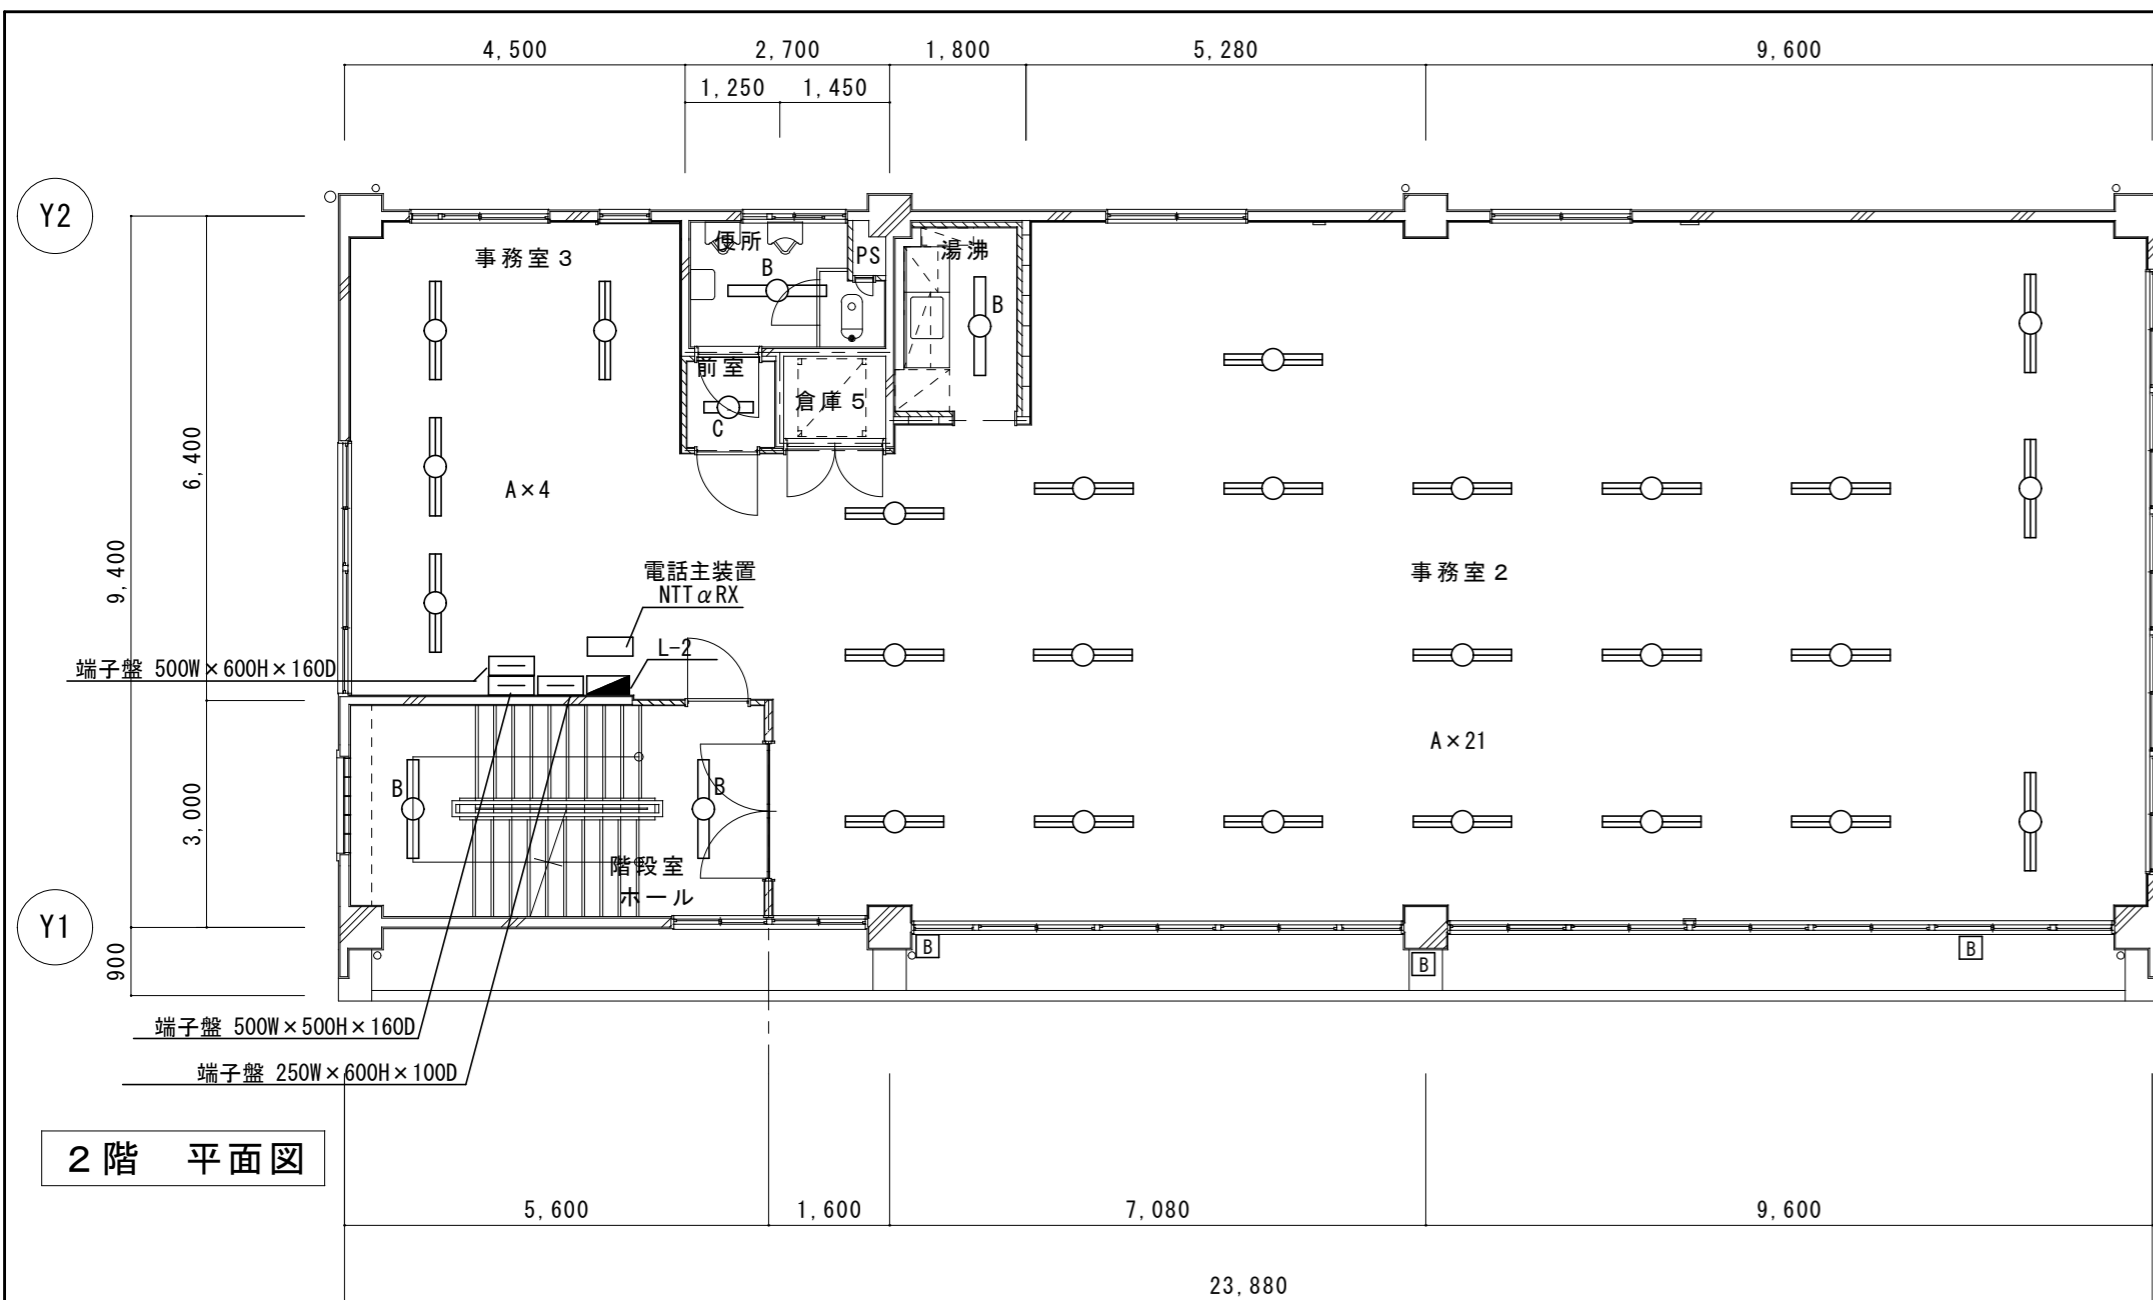 4,500
2,700
1,800
5,280
9,600
1,250
1,450
Y2
事務室３
便所
B
PS
湯沸
B
前室
C
倉庫５
6,400
9,400
A×4
電話主装置
NTTαRX
L-2
端子盤 500W×600H×160D
事務室２
A×21
3,000
B
B
階段室
ホール
Y1
900
B
B
B
端子盤 500W×500H×160D
端子盤 250W×600H×100D
２階　平面図
5,600
1,600
7,080
9,600
23,880